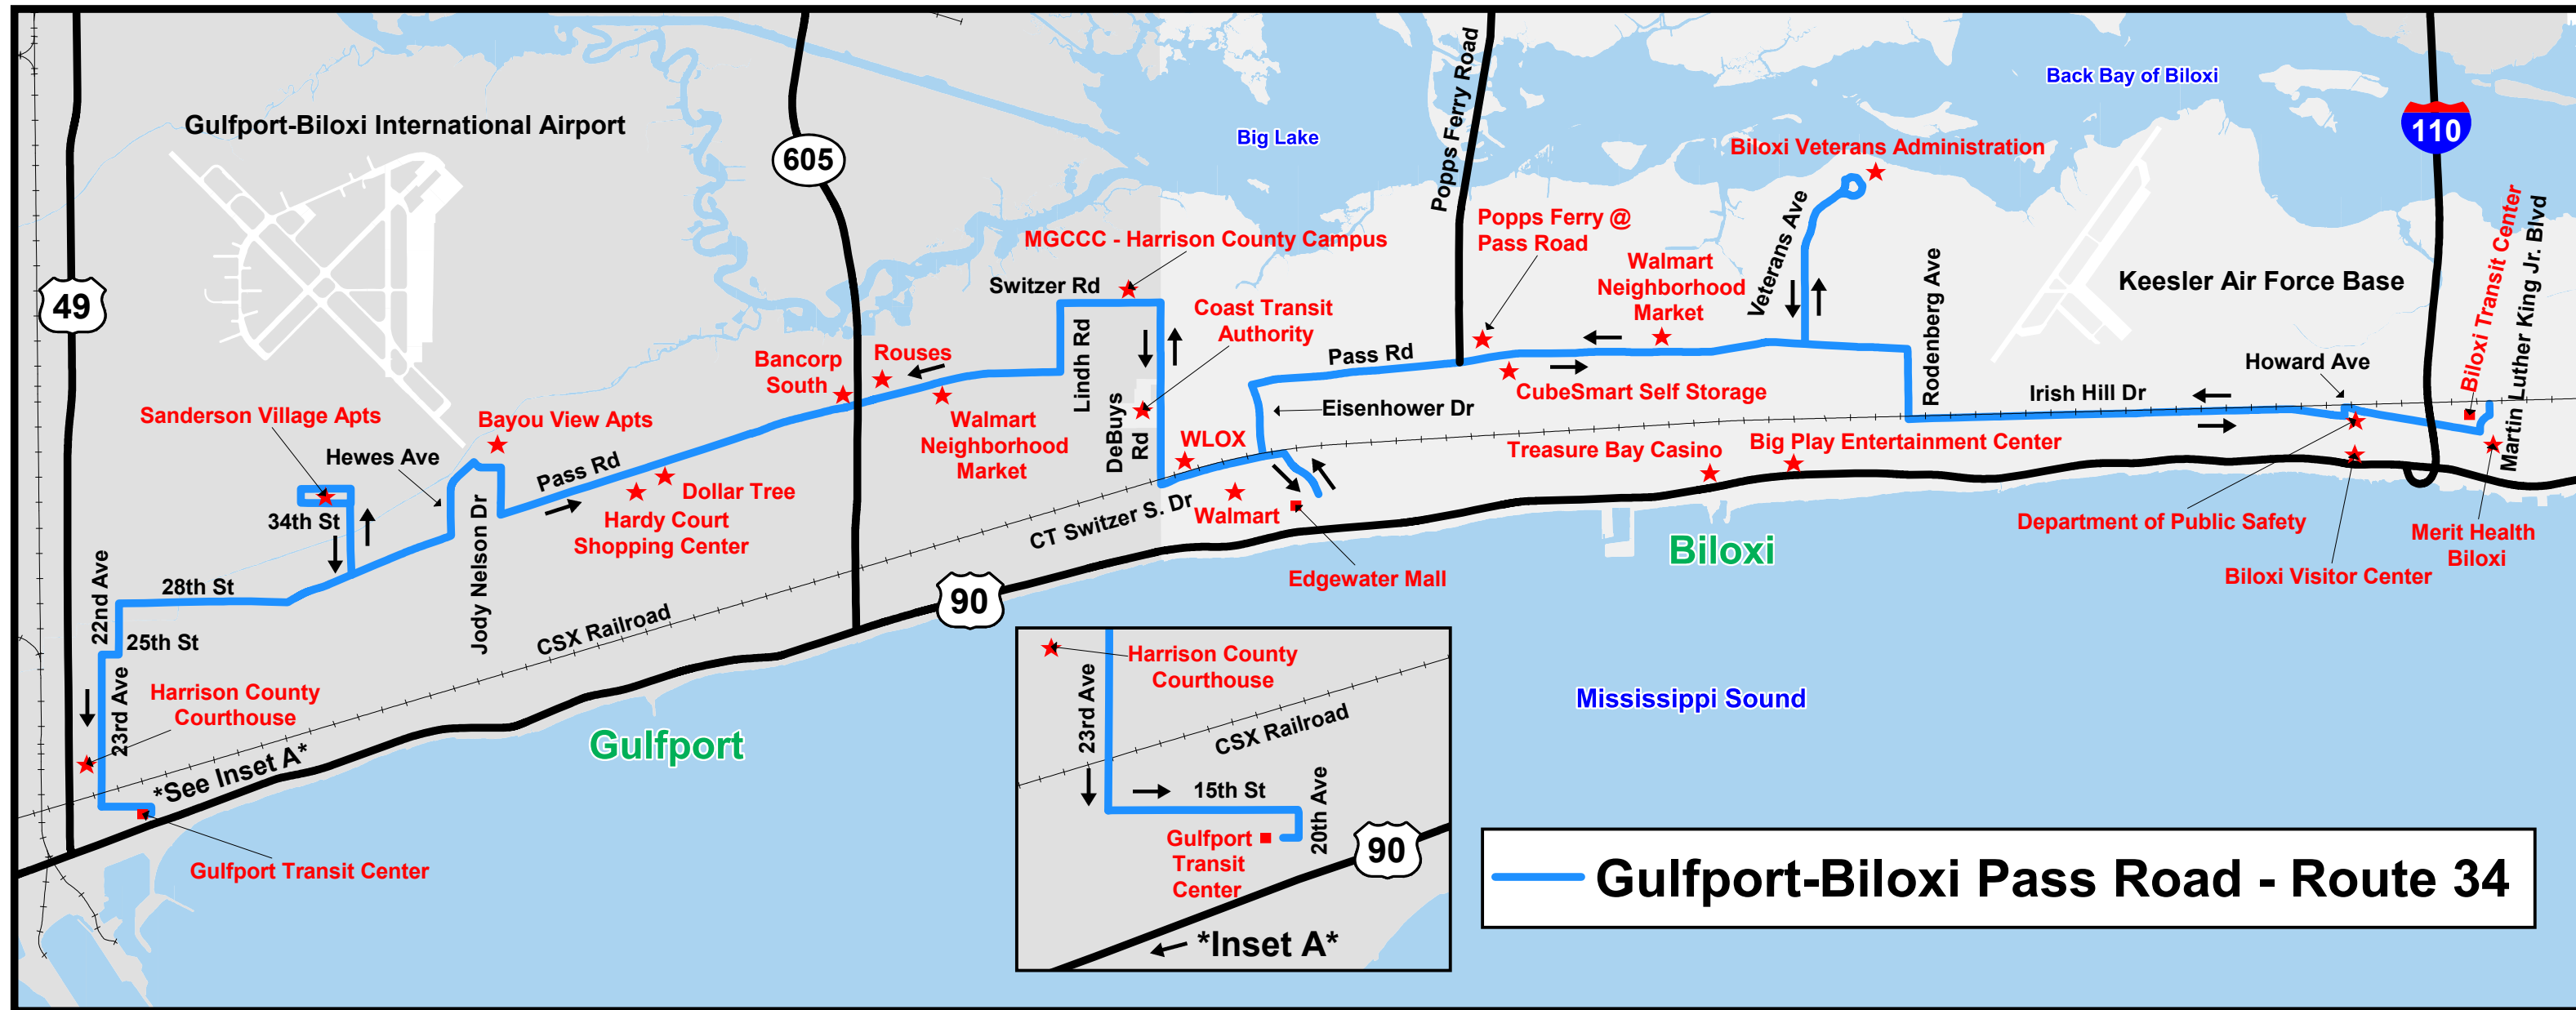 Gulfport-Biloxi International Airport
49
605
Big Lake
Popps Ferry Road
Back Bay of Biloxi
110
Biloxi Veterans Administration
Veterans Ave
Popps Ferry @
Pass Road
Walmart
Neighborhood
Market
MGCCC - Harrison County Campus
Switzer Rd
Lindh Rd
Coast Transit
Authority
DeBuys
Rd
Rodenberg Ave
Keesler Air Force Base
Biloxi Transit Center
Martin Luther King Jr. Blvd
Howard Ave
Irish Hill Dr
Pass Rd
CubeSmart Self Storage
Eisenhower Dr
Bancorp
South
Rouses
Walmart
Neighborhood
Market
WLOX
Walmart
Treasure Bay Casino
Big Play Entertainment Center
Sanderson Village Apts
Hewes Ave
Bayou View Apts
Pass Rd
Dollar Tree
Hardy Court
Shopping Center
34th St
Jody Nelson Dr
28th St
22nd Ave
25th St
23rd Ave
Harrison County
Courthouse
*See Inset A*
Gulfport Transit Center
CSX Railroad
CT Switzer S. Dr
90
Edgewater Mall
Biloxi
Department of Public Safety
Biloxi Visitor Center
Merit Health
Biloxi
Gulfport
Mississippi Sound
Harrison County
Courthouse
23rd Ave
CSX Railroad
15th St
20th Ave
Gulfport
Transit
Center
90
*Inset A*
Gulfport-Biloxi Pass Road - Route 34